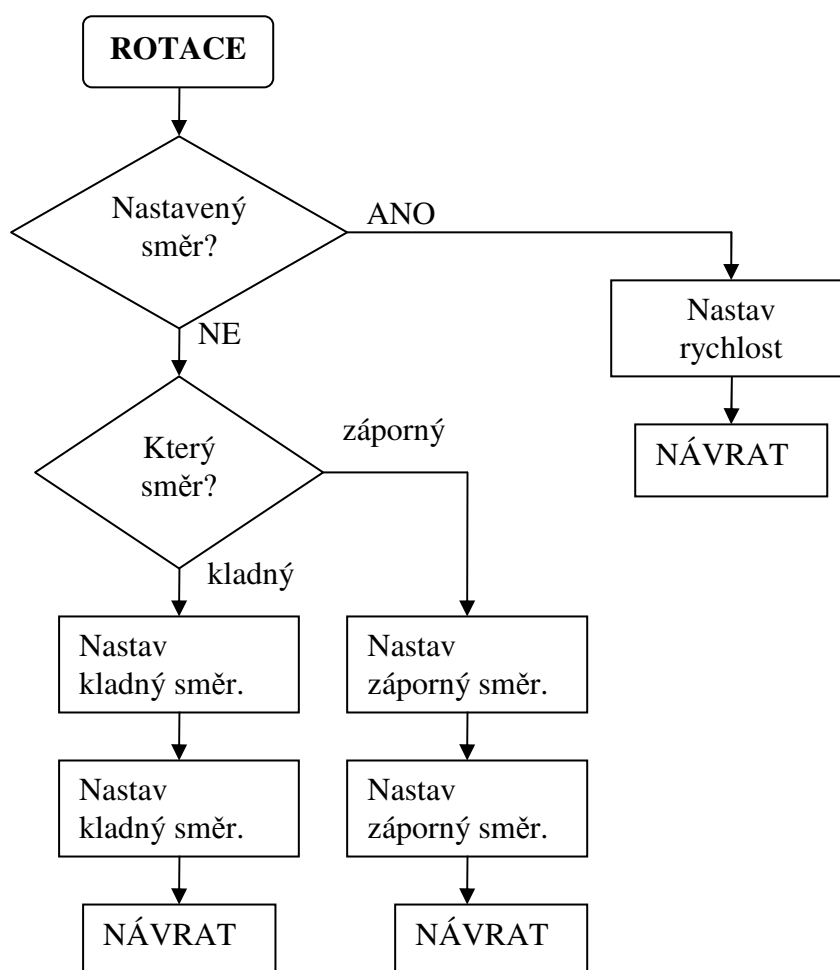 ROTACE
Nastavený
směr?
ANO
NE
Nastav
rychlost
NÁVRAT
Který
směr?
záporný
kladný
Nastav
kladný směr.
Nastav
záporný směr.
Nastav
kladný směr.
Nastav
záporný směr.
NÁVRAT
NÁVRAT